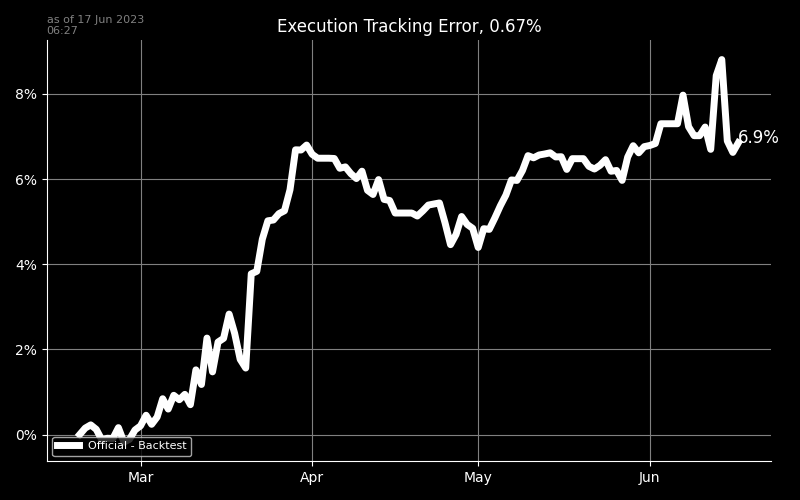 as of 17 Jun 2023
06:27
Execution Tracking Error, 0.67%
8%
6.9%
6%
4%
2%
0%
Official - Backtest
Mar Apr May Jun